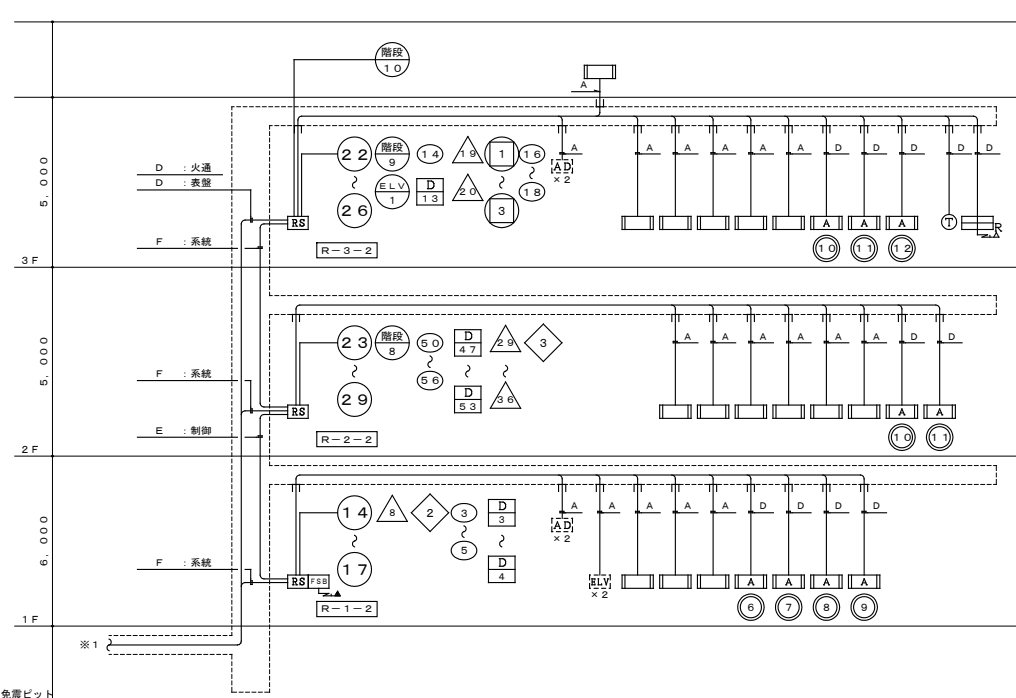 階段
10
A
5,000
D : 火通
D : 表盤
F : 系統
3F
RS
R-3-2
22
~
26
階段
9
ELV
1
14
D
13
19
20
1
~
3
16
~
18
A
AD
×2
A A A A A D D D D D
A A A
10 11 12
T
R
5,000
F : 系統
E : 制御
2F
RS
R-2-2
23
~
29
階段
8
50
~
56
D
47
~
D
53
29
~
36
3
A A A A A A D D
A A
10 11
6,000
F : 系統
1F
RS FSB
R-1-2
14
~
17
8
2
3
~
5
D
3
~
D
4
A
AD
×2
A
ELV
×2
A A A D D D D
A A A A
6 7 8 9
※1
免震ピット